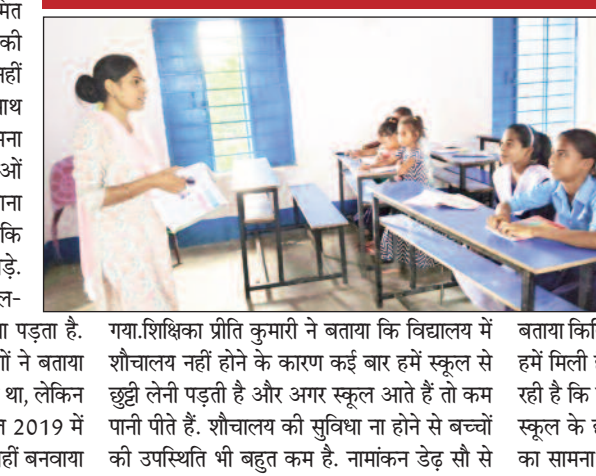 की
नहीं
साथ
ओं
कि
ना पड़ता है.
ने बताया
था, लेकिन
2019 में
नहीं बनवाया
गया.शिक्षिका प्रीति कुमारी ने बताया कि विद्यालय में
शौचालय नहीं होने के कारण कई बार हमें स्कूल से
छुट्टी लेनी पड़ती है और अगर स्कूल आते हैं तो कम
पानी पीते हैं. शौचालय की सुविधा ना होने से बच्चों
की उपस्थिति भी बहुत कम है. नामांकन डेढ़ सौ से
बताया कि
हमें मिली
रही है कि
स्कूल के
का सामना